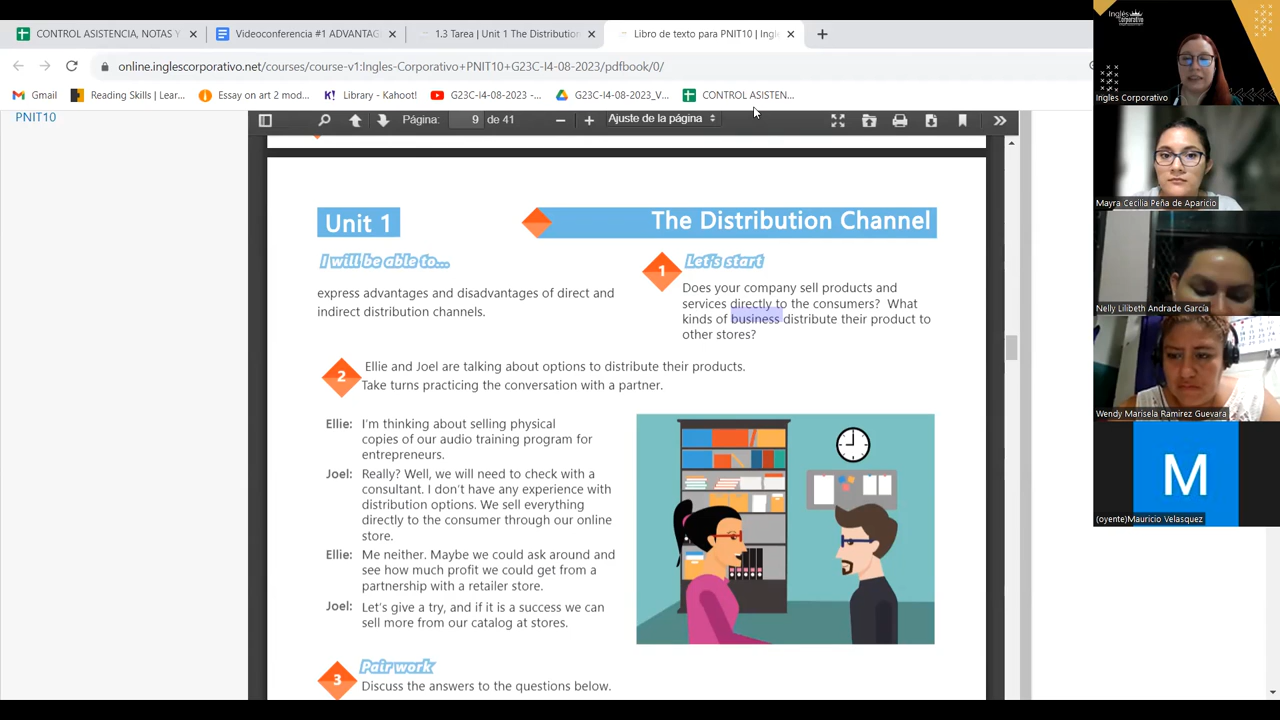 CONTROL ASISTENCIA, NOTAS Y
Videoconferencia #1 ADVANTAG
1.3 Tarea | Unit 1 The Distribution
Libro de texto para PNIT10 | Ingle
online.inglescorporativo.net/courses/course-v1:Ingles-Corporativo+PNIT10+G23C-I4-08-2023/pdfbook/0/
Gmail
Reading Skills | Lear...
Essay on art 2 mod...
Library - Kahoot!
G23C-I4-08-2023 -...
G23C-I4-08-2023_V...
CONTROL ASISTEN...
PNIT10
Página: 9 de 41
Ajuste de la página
Unit 1
The Distribution Channel
I will be able to...
express advantages and disadvantages of direct and
indirect distribution channels.
1
Let's start
Does your company sell products and
services directly to the consumers? What
kinds of business distribute their product to
other stores?
2
Ellie and Joel are talking about options to distribute their products.
Take turns practicing the conversation with a partner.
Ellie: I'm thinking about selling physical
copies of our audio training program for
entrepreneurs.
Joel: Really? Well, we will need to check with a
consultant. I don't have any experience with
distribution options. We sell everything
directly to the consumer through our online
store.
Ellie: Me neither. Maybe we could ask around and
see how much profit we could get from a
partnership with a retailer store.
Joel: Let's give a try, and if it is a success we can
sell more from our catalog at stores.
3
Pair work
Discuss the answers to the questions below.
Inglés
Corporativo
Ingles Corporativo
Mayra Cecilia Peña de Aparicio
Nelly Lilibeth Andrade García
Wendy Marisela Ramirez Guevara
M
(oyente)Mauricio Velasquez